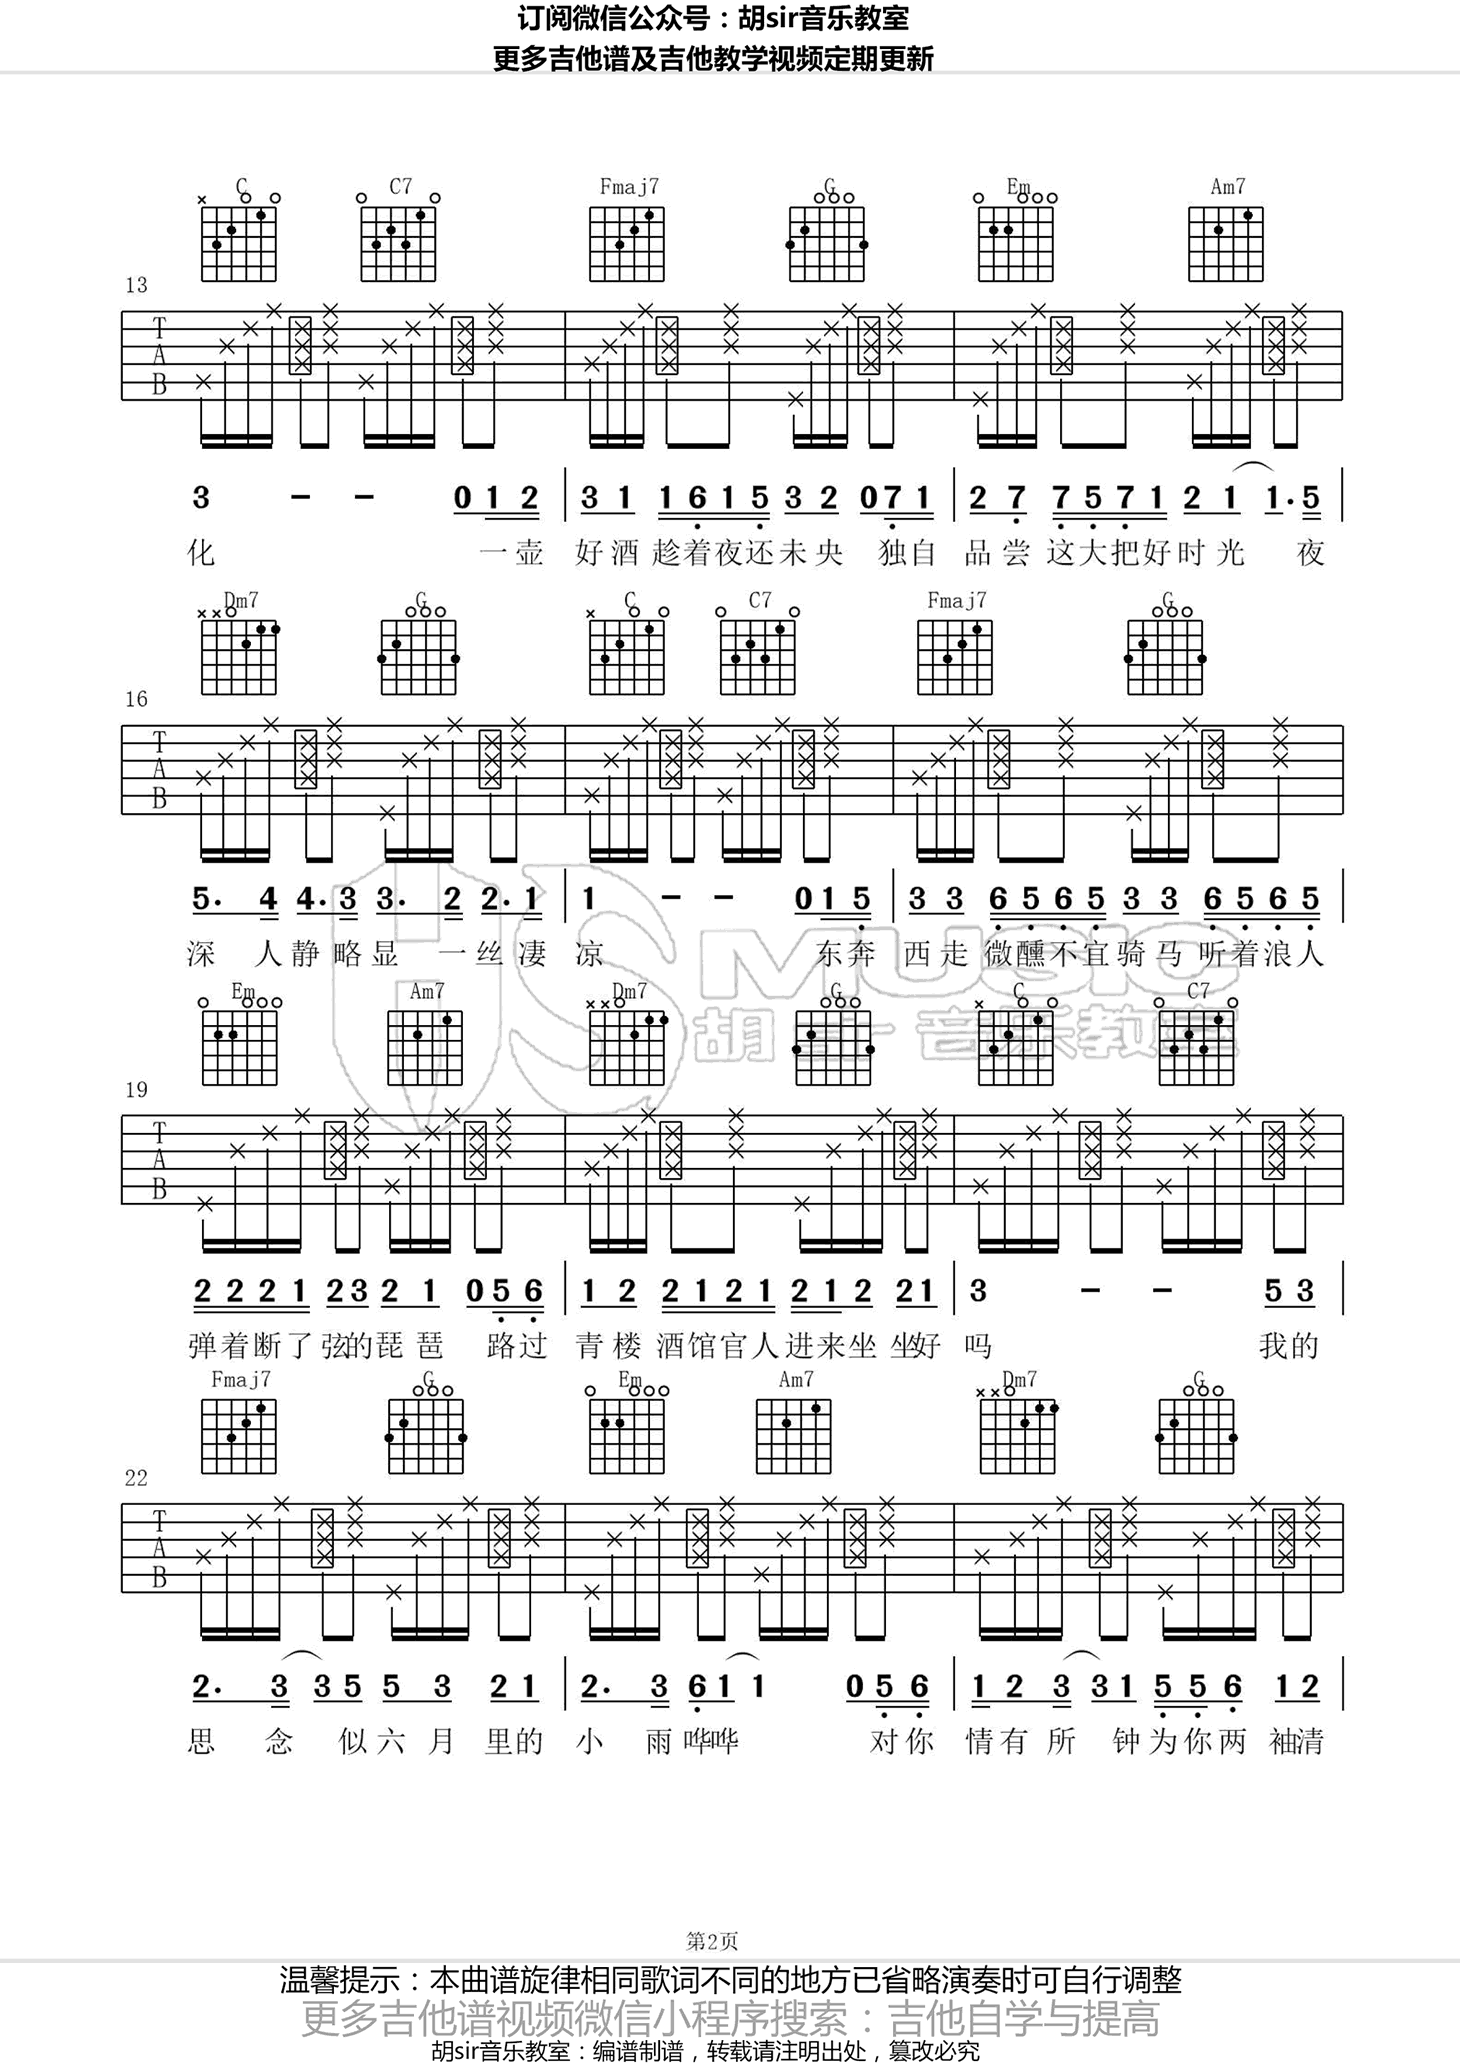 订阅微信公众号：胡sir音乐教室
更多吉他谱及吉他教学视频定期更新
C C7 Fmaj7 G Em Am7
13
T
A
B
3 - - 0 1 2 3 1 1 6 1 5 3 2 0 7 1 2 7 7 5 7 1 2 1 1. 5
化 一壶 好酒趁着夜还未央 独自 品尝这大把好时光 夜
Dm7 G C C7 Fmaj7 G
16
T
A
B
5. 4 4. 3 3. 2 2. 1 1 - - 0 1 5 3 3 6 5 6 5 3 3 6 5 6 5
深人静略显一丝凄 凉 东奔 西走微醺不宜骑马听着浪人
HS MUSIC
胡sir音乐教室
Em Am7 Dm7 G C C7
19
T
A
B
2 2 2 1 2 3 2 1 0 5 6 1 2 2 1 2 1 2 1 2 2 1 3 - - 5 3
弹着断了弦的琵琶 路过 青楼酒馆官人进来坐坐好 吗 我的
Fmaj7 G Em Am7 Dm7 G
22
T
A
B
2. 3 3 5 5 3 2 1 2. 3 6 1 1 0 5 6 1 2 3 3 1 5 5 6 1 2
思念似六月里的 小雨哗哗 对你 情有所钟为你两袖清
第2页
温馨提示：本曲谱旋律相同歌词不同的地方已省略演奏时可自行调整
更多吉他谱视频微信小程序搜索：吉他自学与提高
胡sir音乐教室：编谱制谱，转载请注明出处，篡改必究